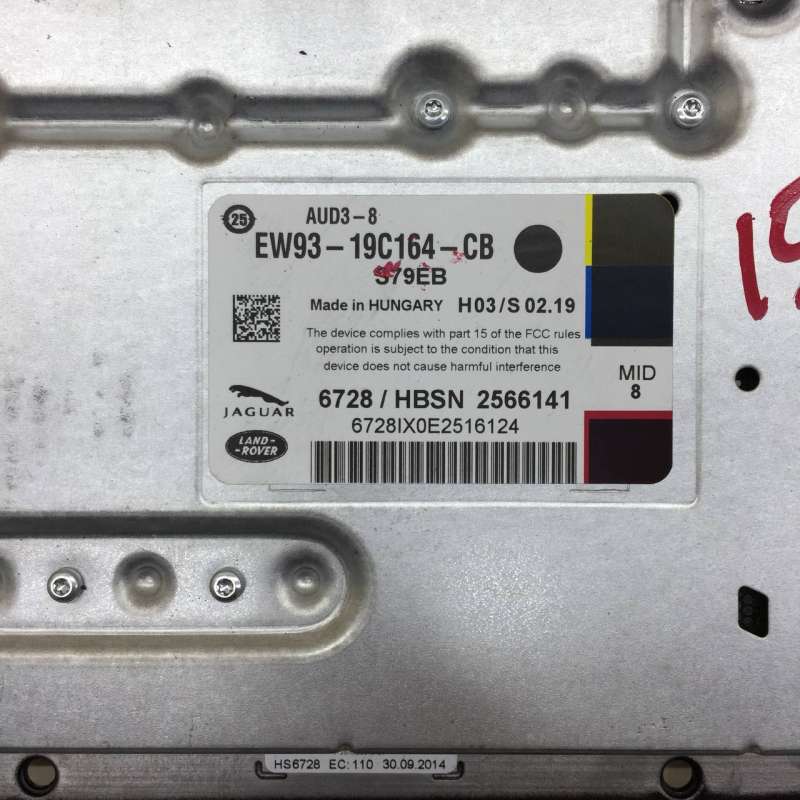 25
AUD3-8
EW93-19C164-CB
S79EB
Made in HUNGARY H03/S 02.19
The device complies with part 15 of the FCC rules
operation is subject to the condition that this
device does not cause harmful interference
MID
8
JAGUAR
6728 / HBSN 2566141
6728IX0E2516124
LAND-
-ROVER
HS6728 EC: 110 30.09.2014